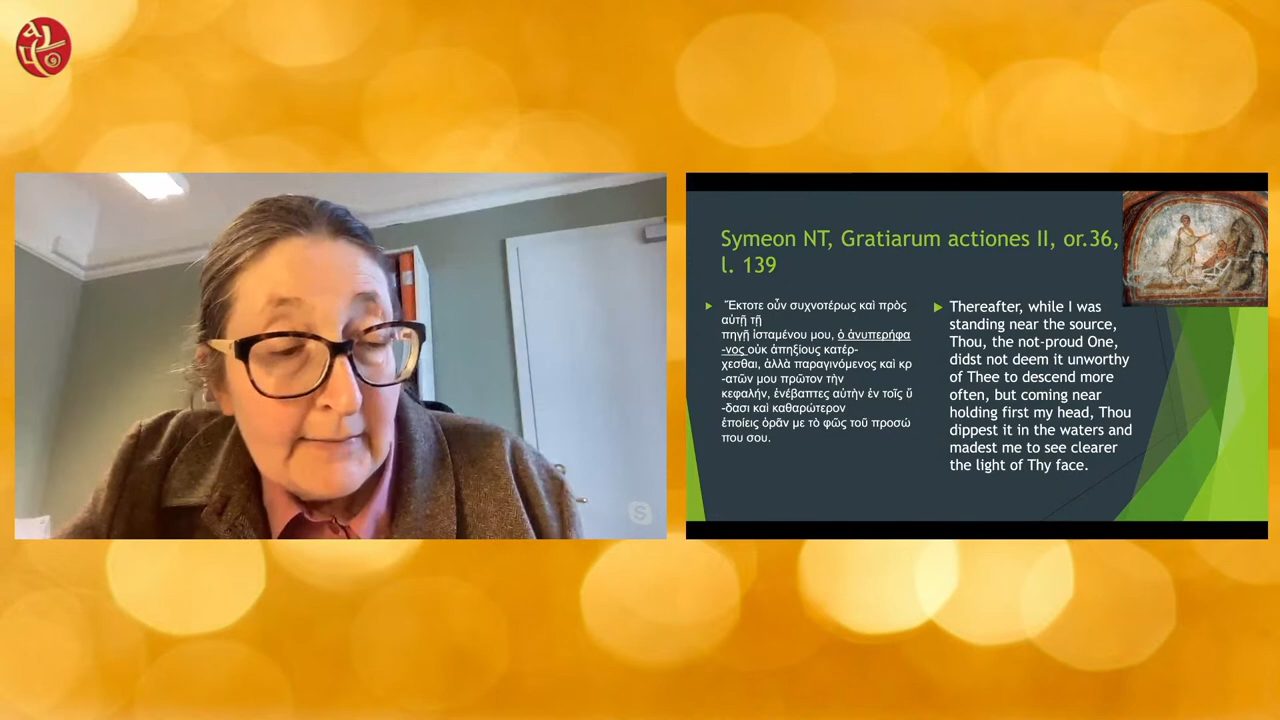 Symeon NT, Gratiarum actiones II, or.36,
l. 139
Ἔκτοτε οὖν συχνοτέρως καὶ πρὸς
αὐτῇ τῇ
πηγῇ ἱσταμένου μου, ὁ ἀνυπερήφα
-νος οὐκ ἀπηξίους κατέρ-
χεσθαι, ἀλλὰ παραγινόμενος καὶ κρ
-ατῶν μου πρῶτον τὴν
κεφαλήν, ἐνέβαπτες αὐτὴν ἐν τοῖς ὕ
-δασι καὶ καθαρώτερον
ἐποίεις ὁρᾶν με τὸ φῶς τοῦ προσώ
που σου.
Thereafter, while I was
standing near the source,
Thou, the not-proud One,
didst not deem it unworthy
of Thee to descend more
often, but coming near
holding first my head, Thou
dippest it in the waters and
madest me to see clearer
the light of Thy face.